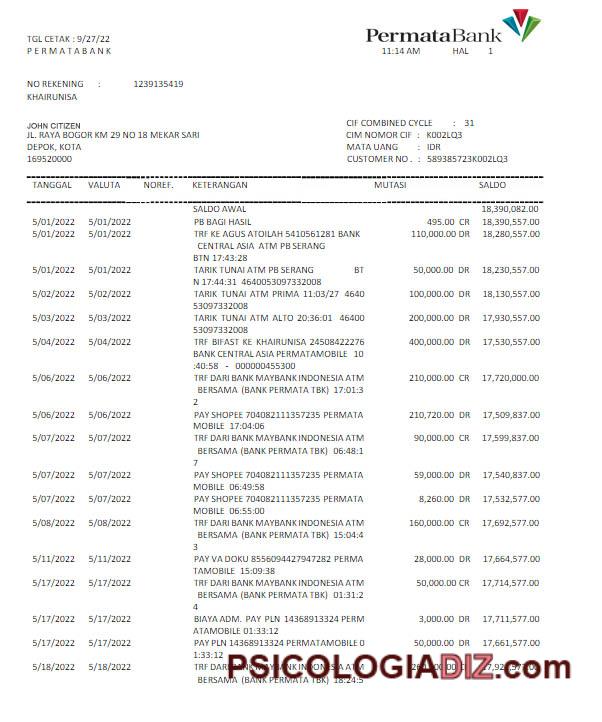 TGL CETAK : 9/27/22
P E R M A T A B A N K
PermataBank
11:14 AM HAL 1
NO REKENING : 1239135419
KHAIRUNISA
JOHN CITIZEN
JL. RAYA BOGOR KM 29 NO 18 MEKAR SARI
DEPOK, KOTA
169520000
CIF COMBINED CYCLE : 31
CIM NOMOR CIF : K002LQ3
MATA UANG : IDR
CUSTOMER NO . : 589385723K002LQ3
TANGGAL VALUTA NOREF. KETERANGAN MUTASI SALDO
SALDO AWAL 18,390,082.00
5/01/2022 5/01/2022 PB BAGI HASIL 495.00 CR 18,390,557.00
5/01/2022 5/01/2022 TRF KE AGUS ATOILAH 5410561281 BANK 110,000.00 DR 18,280,557.00
CENTRAL ASIA ATM PB SERANG
BTN 17:43:28
5/01/2022 5/01/2022 TARIK TUNAI ATM PB SERANG BT 50,000.00 DR 18,230,557.00
N 17:44:31 4640053097332008
5/02/2022 5/02/2022 TARIK TUNAI ATM PRIMA 11:03/27 4640 100,000.00 DR 18,130,557.00
53097332008
5/03/2022 5/03/2022 TARIK TUNAI ATM ALTO 20:36:01 46400 200,000.00 DR 17,930,557.00
53097332008
5/04/2022 5/04/2022 TRF BIFAST KE KHAIRUNISA 24508422276 400,000.00 DR 17,530,557.00
BANK CENTRAL ASIA PERMATAMOBILE 10
:40:58 - 000000455300
5/06/2022 5/06/2022 TRF DARI BANK MAYBANK INDONESIA ATM 210,000.00 CR 17,720,000.00
BERSAMA (BANK PERMATA TBK) 17:01:3
2
5/06/2022 5/06/2022 PAY SHOPEE 704082111357235 PERMATA 210,720.00 DR 17,509,837.00
MOBILE 17:04:06
5/07/2022 5/07/2022 TRF DARI BANK MAYBANK INDONESIA ATM 90,000.00 CR 17,599,837.00
BERSAMA (BANK PERMATA TBK) 06:48:1
7
5/07/2022 5/07/2022 PAY SHOPEE 704082111357235 PERMATA 59,000.00 DR 17,540,837.00
MOBILE 06:49:58
5/07/2022 5/07/2022 PAY SHOPEE 704082111357235 PERMATA 8,260.00 DR 17,532,577.00
MOBILE 06:55:00
5/08/2022 5/08/2022 TRF DARI BANK MAYBANK INDONESIA ATM 160,000.00 CR 17,692,577.00
BERSAMA (BANK PERMATA TBK) 15:04:4
3
5/11/2022 5/11/2022 PAY VA DOKU 8556094427947282 PERMA 28,000.00 DR 17,664,577.00
TAMOBILE 15:09:38
5/17/2022 5/17/2022 TRF DARI BANK MAYBANK INDONESIA ATM 50,000.00 CR 17,714,577.00
BERSAMA (BANK PERMATA TBK) 01:31:2
4
5/17/2022 5/17/2022 BIAYA ADM. PAY PLN 14368913324 PERM 3,000.00 DR 17,711,577.00
ATAMOBILE 01:33:12
5/17/2022 5/17/2022 PAY PLN 14368913324 PERMATAMOBILE 0 50,000.00 DR 17,661,577.00
1:33:12
5/18/2022 5/18/2022 TRF DARI BANK MAYBANK INDONESIA ATM
BERSAMA (BANK PERMATA TBK) 18:24:5
PSICOLOGIADIZ.com